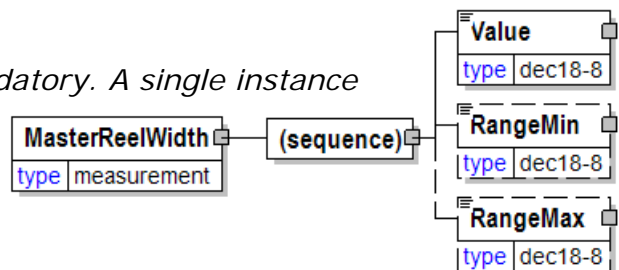 Value
type dec18-8
datory. A single instance
MasterReelWidth
type measurement
(sequence)
RangeMin
type dec18-8
RangeMax
type dec18-8